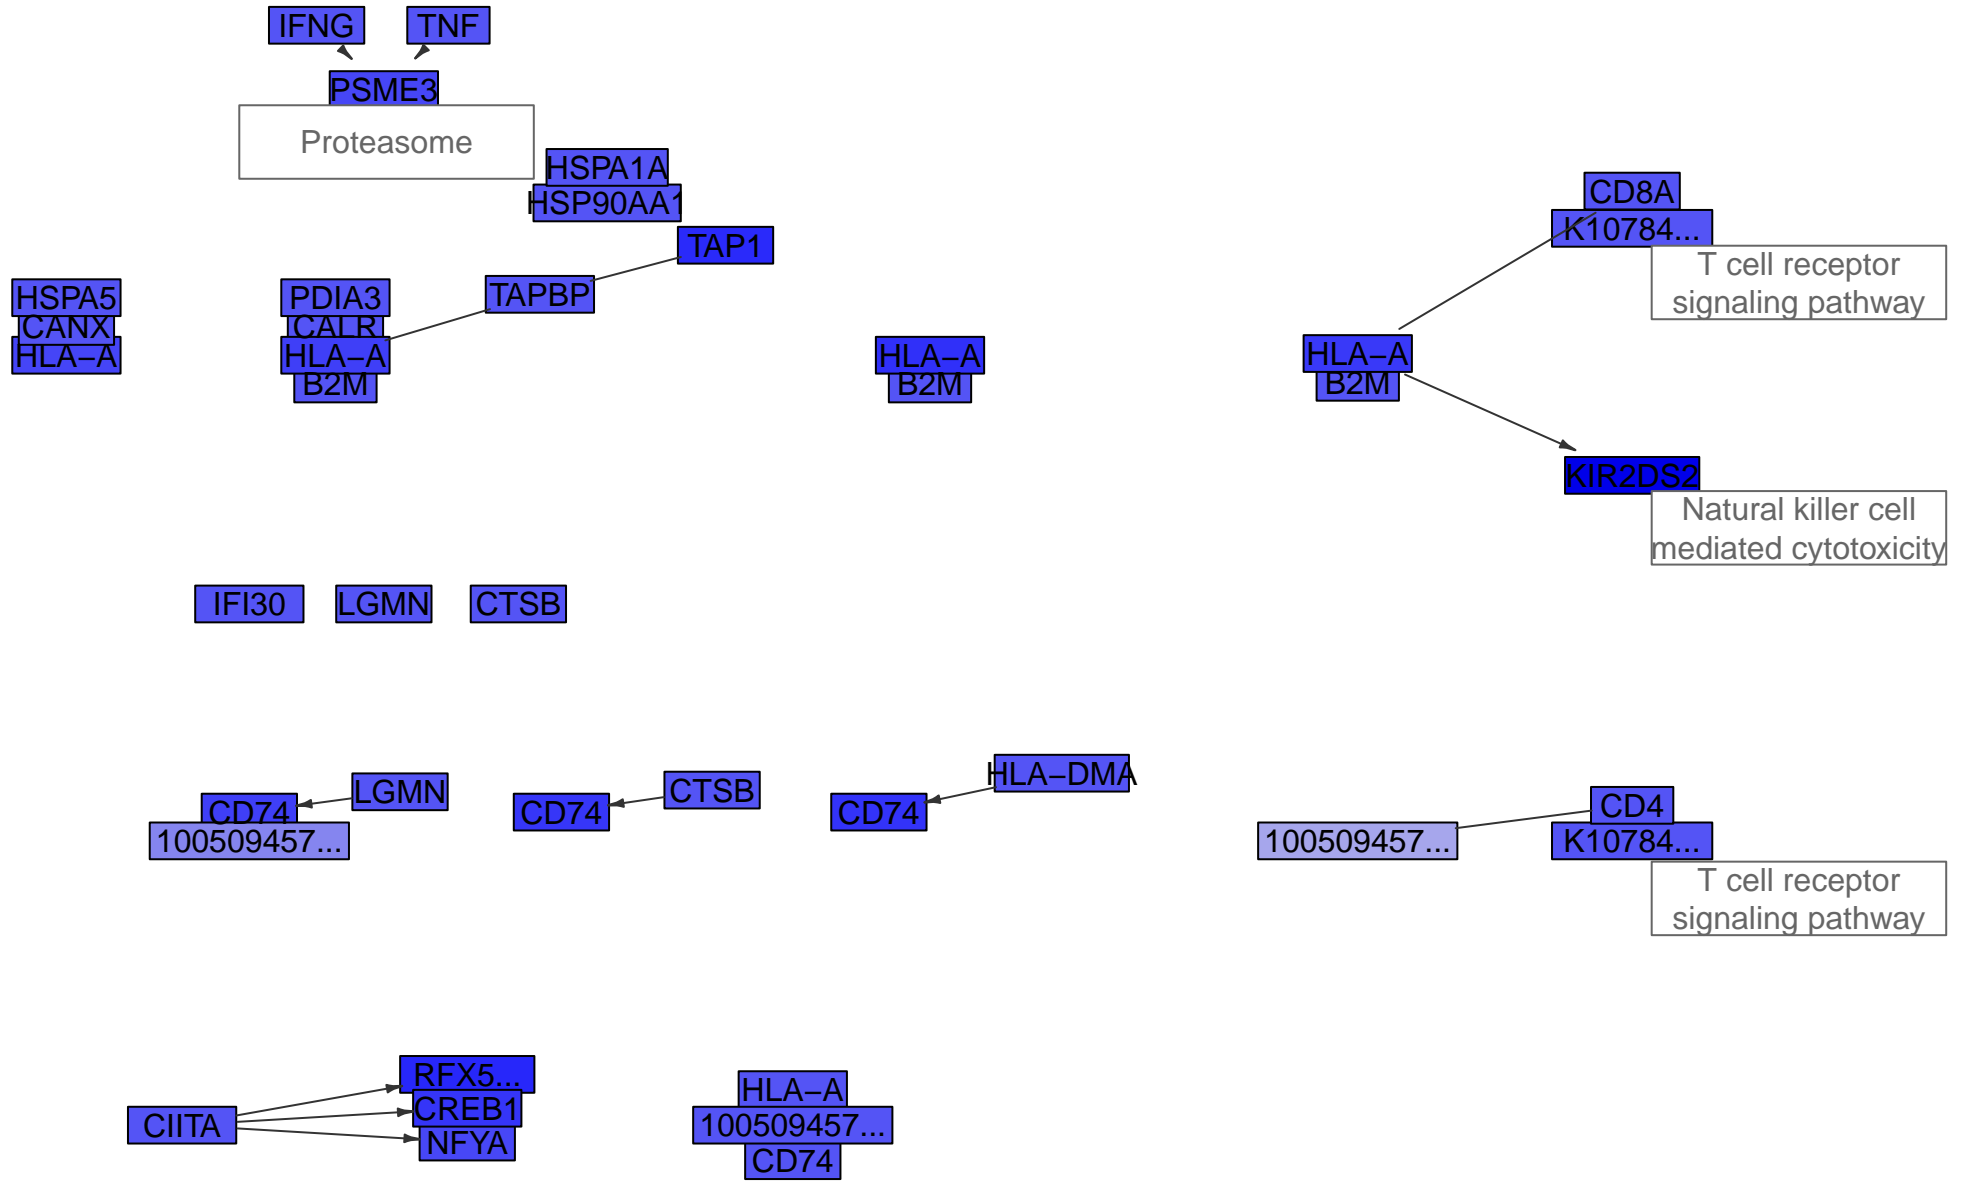 IFNG
TNF
PSME3
Proteasome
HSPA1A
HSP90AA1
CD8A
K10784...
TAP1
T cell receptor
signaling pathway
HSPA5
PDIA3
TAPBP
CANX
CALR
HLA–A
HLA–A
HLA–A
HLA–A
B2M
B2M
B2M
KIR2DS2
Natural killer cell
mediated cytotoxicity
IFI30
LGMN
CTSB
HLA–DMA
LGMN
CTSB
CD74
CD74
CD74
CD4
100509457...
100509457...
K10784...
T cell receptor
signaling pathway
RFX5...
HLA–A
CREB1
CIITA
100509457...
NFYA
CD74